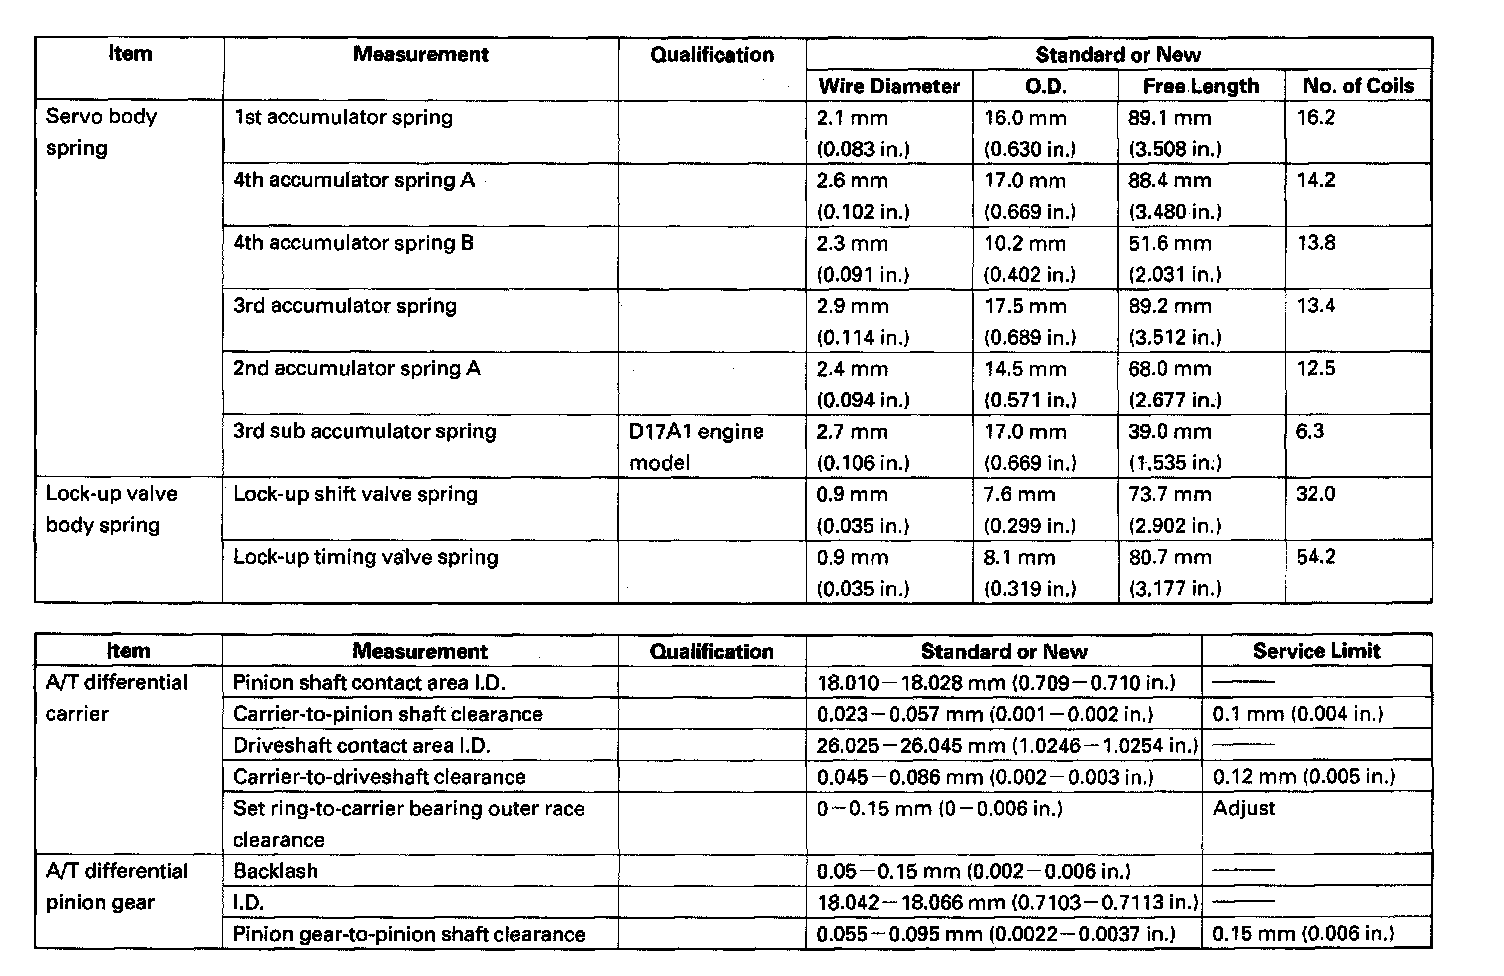 Item Measurement Qualification Standard or New
Wire Diameter O.D. Free Length No. of Coils
Servo body 1st accumulator spring 2.1 mm 16.0 mm 89.1 mm 16.2
spring (0.083 in.) (0.630 in.) (3.508 in.)
4th accumulator spring A 2.6 mm 17.0 mm 88.4 mm 14.2
(0.102 in.) (0.669 in.) (3.480 in.)
4th accumulator spring B 2.3 mm 10.2 mm 51.6 mm 13.8
(0.091 in.) (0.402 in.) (2.031 in.)
3rd accumulator spring 2.9 mm 17.5 mm 89.2 mm 13.4
(0.114 in.) (0.689 in.) (3.512 in.)
2nd accumulator spring A 2.4 mm 14.5 mm 68.0 mm 12.5
(0.094 in.) (0.571 in.) (2.677 in.)
3rd sub accumulator spring D17A1 engine 2.7 mm 17.0 mm 39.0 mm 6.3
model (0.106 in.) (0.669 in.) (1.535 in.)
Lock-up valve Lock-up shift valve spring 0.9 mm 7.6 mm 73.7 mm 32.0
body spring (0.035 in.) (0.299 in.) (2.902 in.)
Lock-up timing valve spring 0.9 mm 8.1 mm 80.7 mm 54.2
(0.035 in.) (0.319 in.) (3.177 in.)
Item Measurement Qualification Standard or New Service Limit
A/T differential Pinion shaft contact area I.D. 18.010—18.028 mm (0.709—0.710 in.) ——
carrier Carrier-to-pinion shaft clearance 0.023—0.057 mm (0.001—0.002 in.) 0.1 mm (0.004 in.)
Driveshaft contact area I.D. 26.025—26.045 mm (1.0246—1.0254 in.) ——
Carrier-to-driveshaft clearance 0.045—0.086 mm (0.002—0.003 in.) 0.12 mm (0.005 in.)
Set ring-to-carrier bearing outer race 0—0.15 mm (0—0.006 in.) Adjust
clearance
A/T differential Backlash 0.05—0.15 mm (0.002—0.006 in.) ——
pinion gear I.D. 18.042—18.066 mm (0.7103—0.7113 in.) ——
Pinion gear-to-pinion shaft clearance 0.055—0.095 mm (0.0022—0.0037 in.) 0.15 mm (0.006 in.)